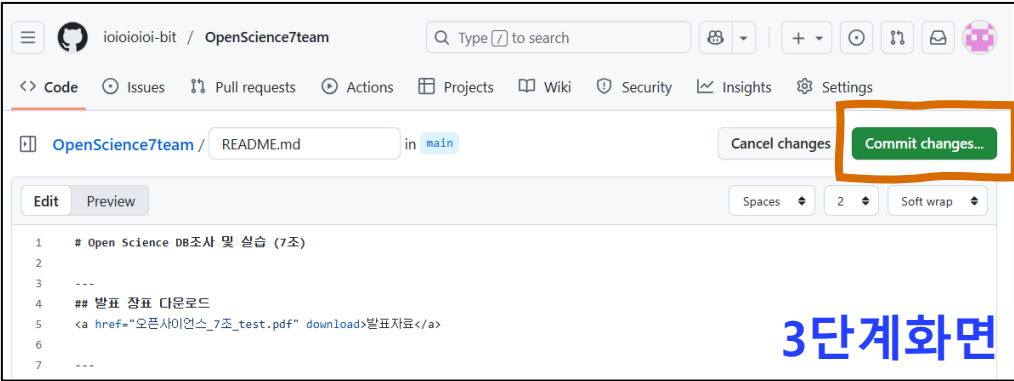 ioioioioi-bit / OpenScience7team
Type / to search
Code Issues Pull requests Actions Projects Wiki Security Insights Settings
OpenScience7team / README.md in main Cancel changes Commit changes...
Edit Preview Spaces 2 Soft wrap
1 # Open Science DB조사 및 실습 (7조)
2
3 ---
4 ## 발표 장표 다운로드
5 <a href="오픈사이언스_7조_test.pdf" download>발표자료</a>
6
7 ---
3단계화면